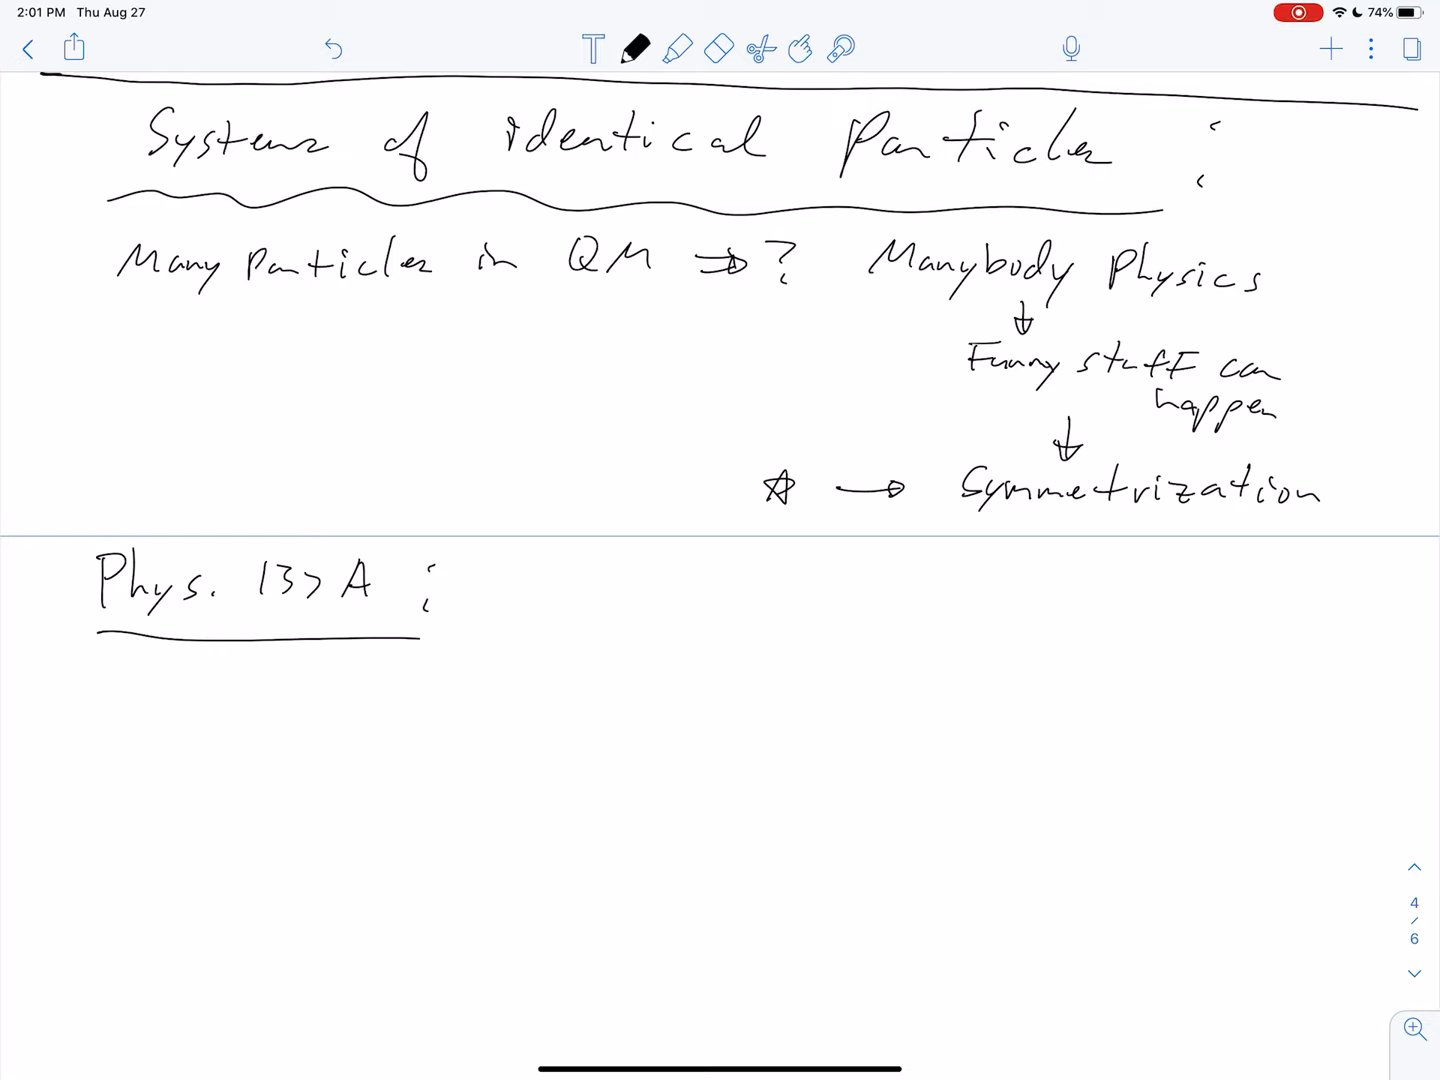 2:01 PM Thu Aug 27 74%
Systems of identical Particles :
Many Particles in QM ⇒ ? Manybody Physics
↓
Funny stuff can
happen
↓
☆ → Symmetrization
Phys. 137A :
4
/
6